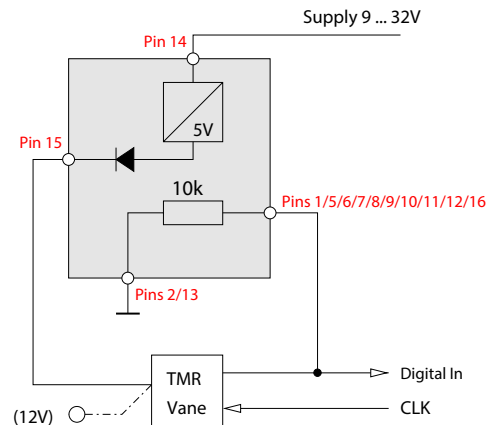 Supply 9 ... 32V
Pin 14
5V
Pin 15
10k
Pins 1/5/6/7/8/9/10/11/12/16
Pins 2/13
TMR
Vane
Digital In
CLK
(12V)